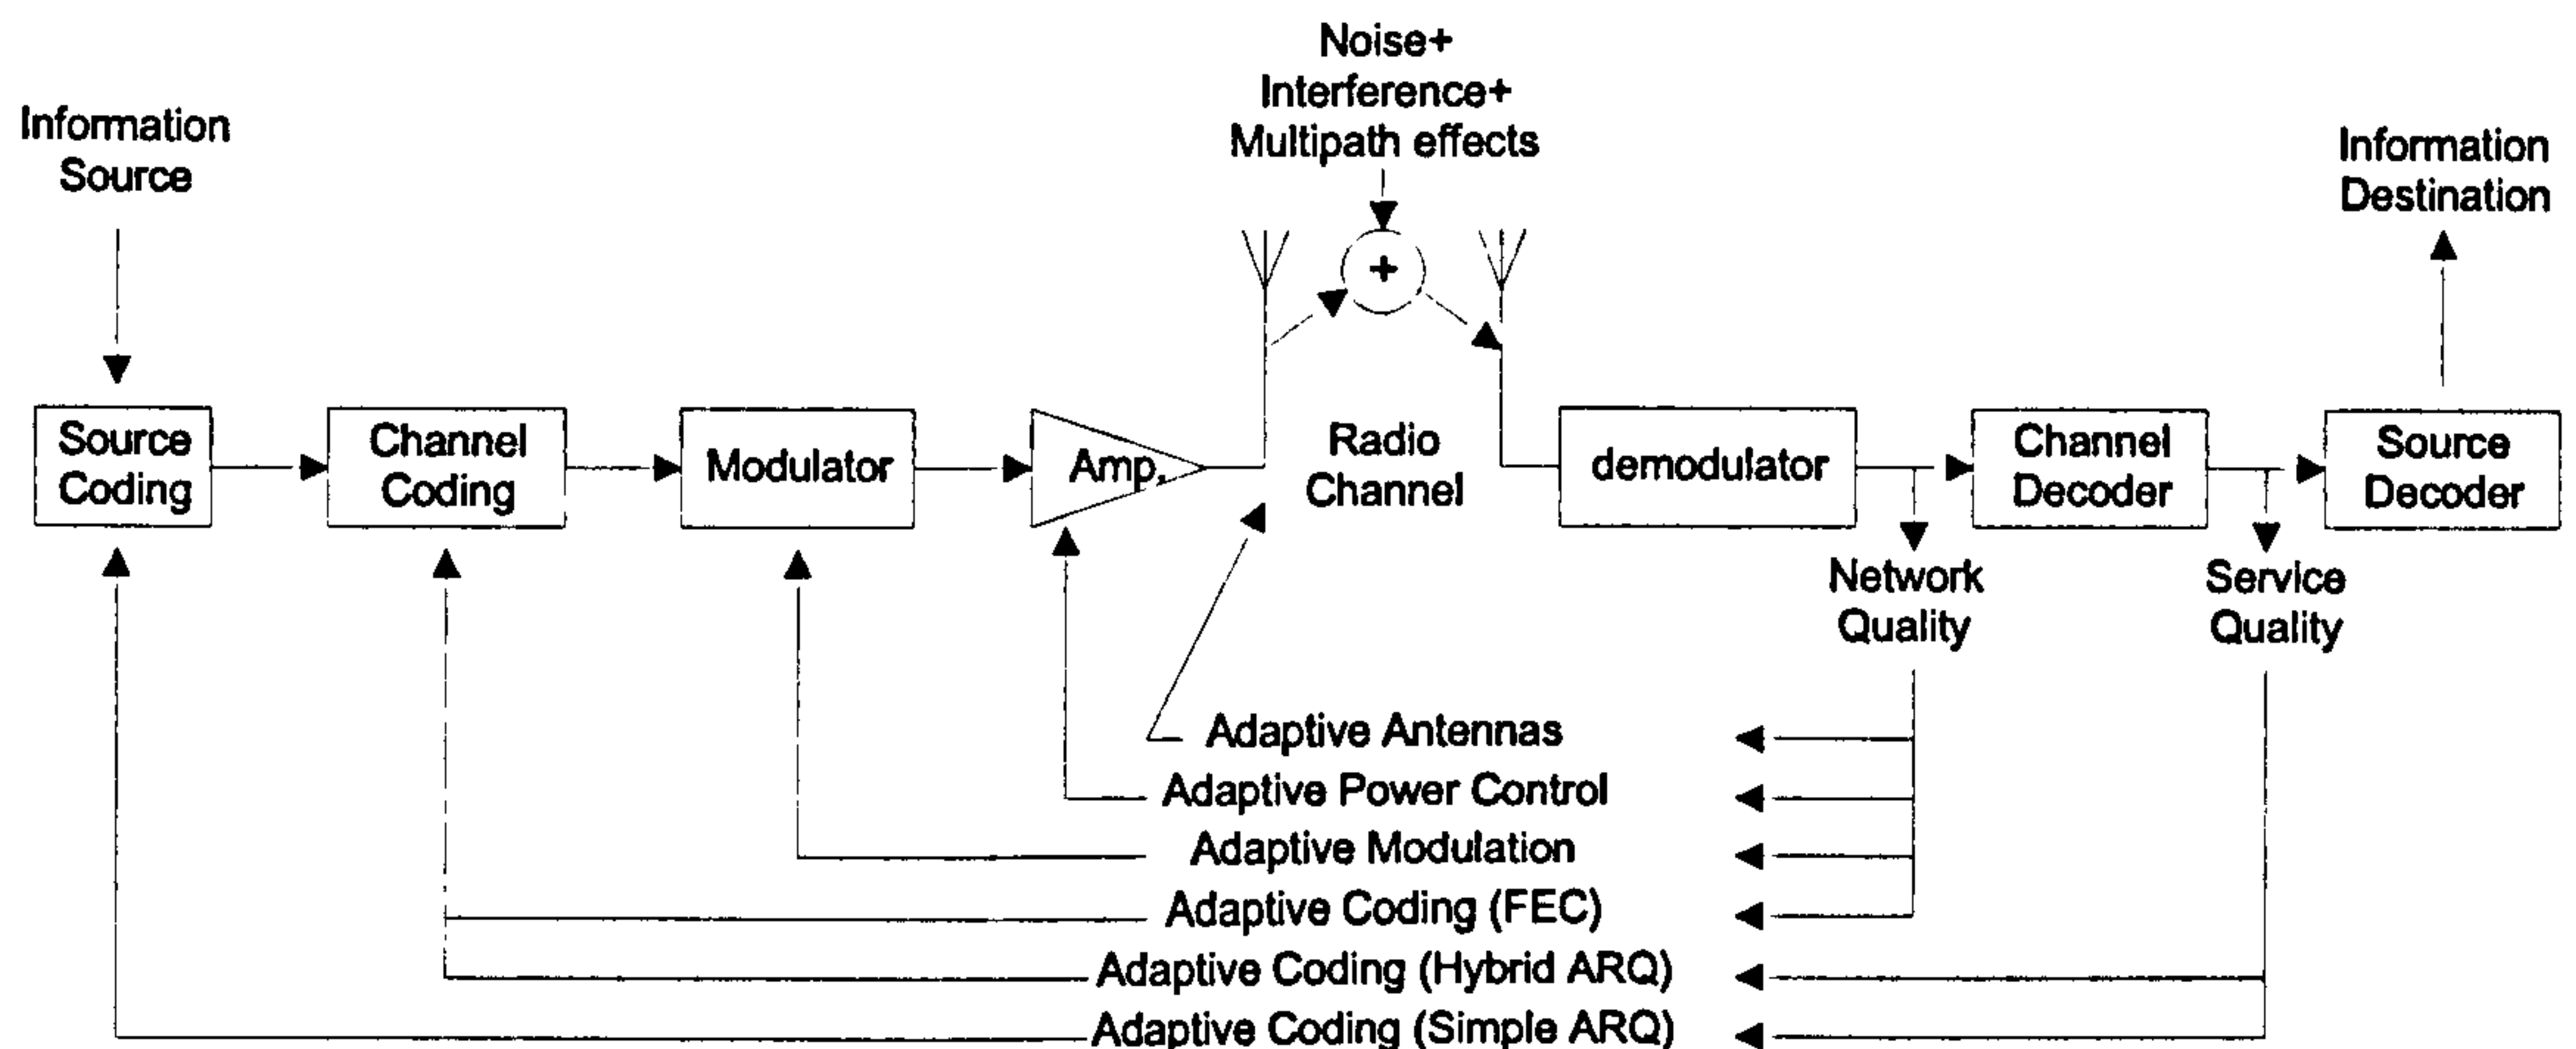 Noise+
Interference+
Multipath effects
Information
Source
Information
Destination
+
Source
Coding
Channel
Coding
Modulator
Amp.
Radio
Channel
demodulator
Channel
Decoder
Source
Decoder
Network
Quality
Service
Quality
Adaptive Antennas
Adaptive Power Control
Adaptive Modulation
Adaptive Coding (FEC)
Adaptive Coding (Hybrid ARQ)
Adaptive Coding (Simple ARQ)